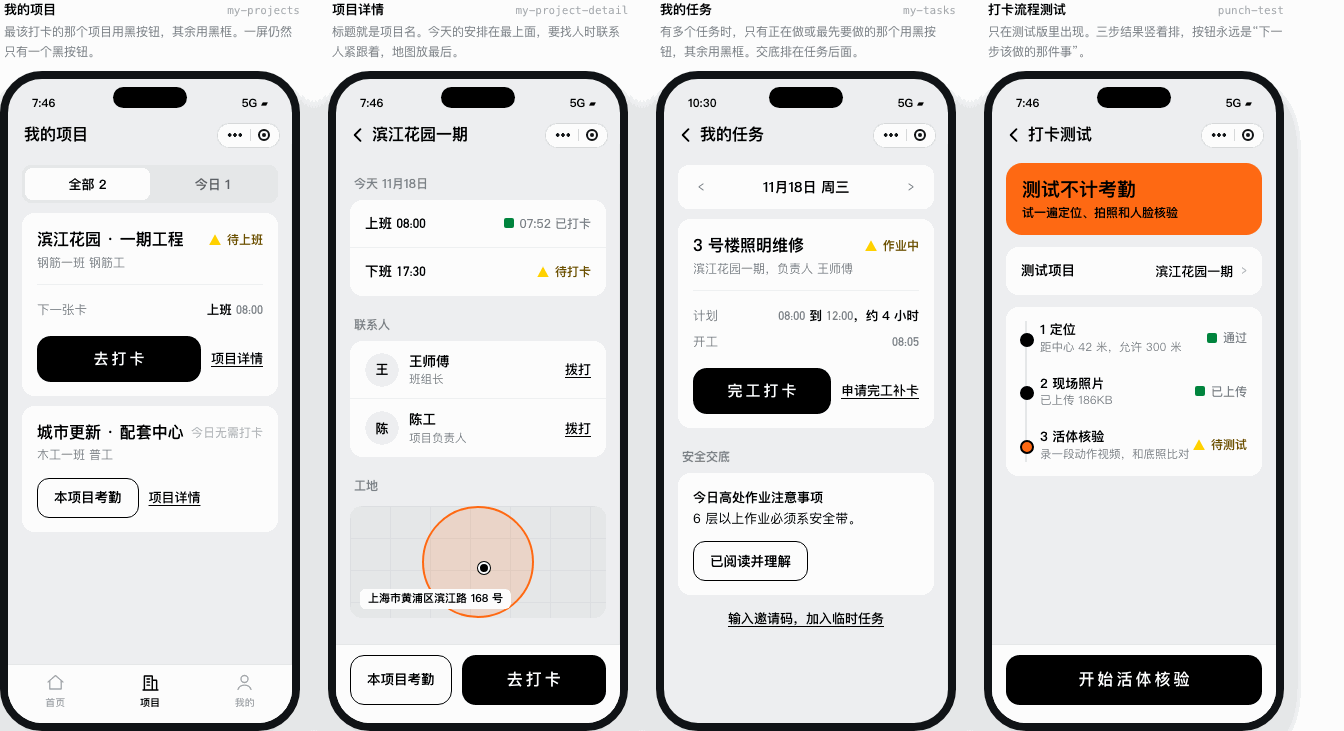 我的项目
my-projects
最该打卡的那个项目用黑按钮，其余用黑框。一屏仍然
只有一个黑按钮。
7:46
5G
我的项目
全部 2
今日 1
滨江花园 · 一期工程
待上班
钢筋一班 钢筋工
下一张卡
上班 08:00
去打卡
项目详情
城市更新 · 配套中心
今日无需打卡
木工一班 普工
本项目考勤
项目详情
首页
项目
我的
项目详情
my-project-detail
标题就是项目名。今天的安排在最上面，要找人时联系
人紧跟着，地图放最后。
7:46
5G
滨江花园一期
今天 11月18日
上班 08:00
07:52 已打卡
下班 17:30
待打卡
联系人
王
王师傅
班组长
拨打
陈
陈工
项目负责人
拨打
工地
上海市黄浦区滨江路 168 号
本项目考勤
去打卡
我的任务
my-tasks
有多个任务时，只有正在做或最先要做的那个用黑按
钮，其余用黑框。交底排在任务后面。
10:30
5G
我的任务
11月18日 周三
3 号楼照明维修
作业中
滨江花园一期，负责人 王师傅
计划
08:00 到 12:00，约 4 小时
开工
08:05
完工打卡
申请完工补卡
安全交底
今日高处作业注意事项
6 层以上作业必须系安全带。
已阅读并理解
输入邀请码，加入临时任务
打卡流程测试
punch-test
只在测试版里出现。三步结果竖着排，按钮永远是“下一
步该做的那件事”。
7:46
5G
打卡测试
测试不计考勤
试一遍定位、拍照和人脸核验
测试项目
滨江花园一期
1 定位
距中心 42 米，允许 300 米
通过
2 现场照片
已上传 186KB
已上传
3 活体核验
录一段动作视频，和底照比对
待测试
开始活体核验